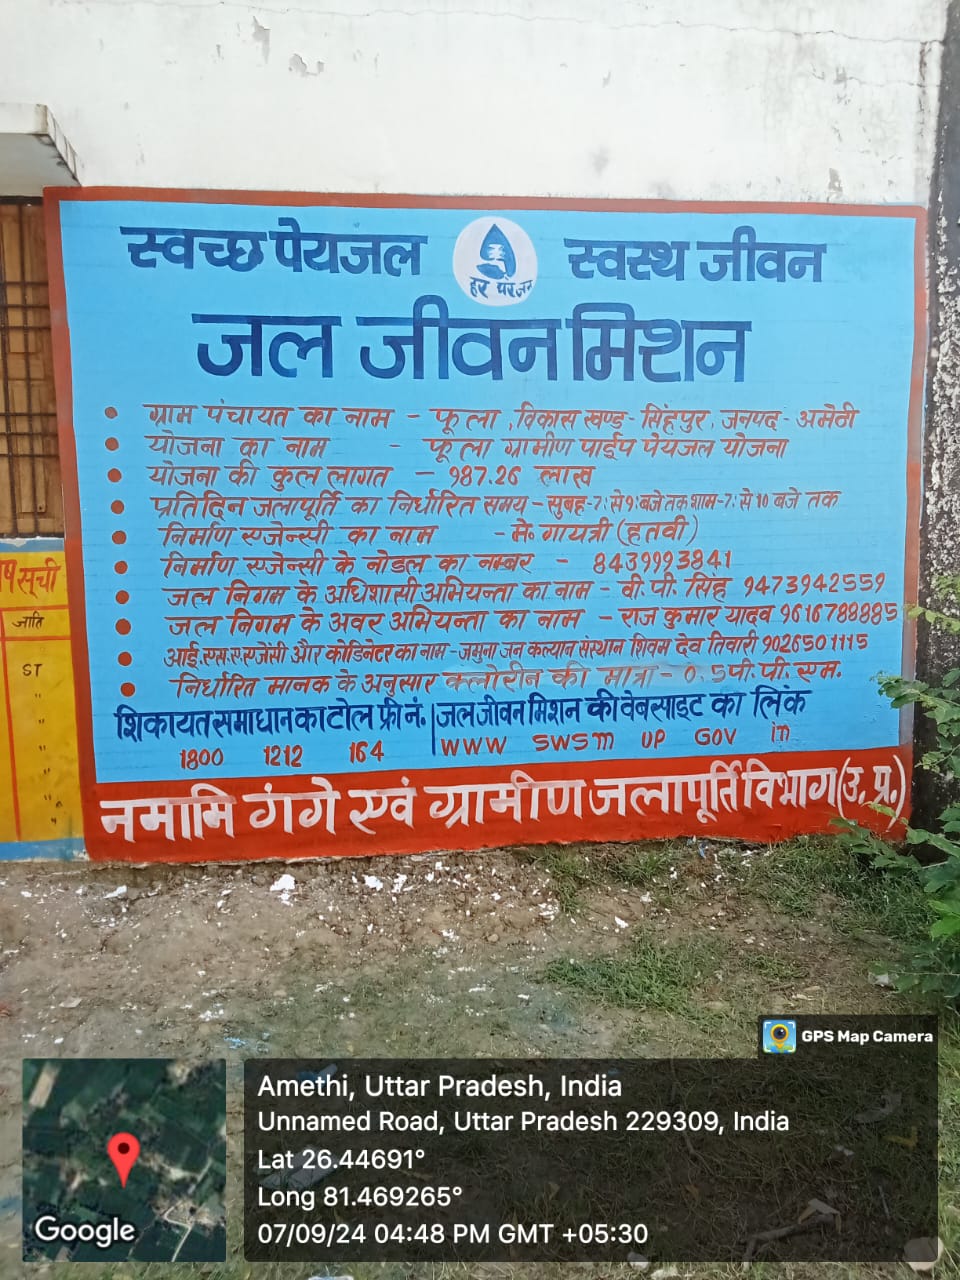 स्वच्छ पेयजल स्वस्थ जीवन
हर घर जल
जल जीवन मिशन
• ग्राम पंचायत का नाम - फूला, विकास खण्ड- सिंहपुर, जनपद- अमेठी
• योजना का नाम - फूला ग्रामीण पाईप पेयजल योजना
• योजना की कुल लागत - 987.26 लाख
• प्रतिदिन जलापूर्ति का निर्धारित समय - सुबह-7: से 9: बजे तक शाम-7: से 10 बजे तक
• निर्माण एजेन्सी का नाम - मे० गायत्री (हतवी)
• निर्माण एजेन्सी के नोडल का नम्बर - 8439993841
• जल निगम के अधिशासी अभियन्ता का नाम - वी. पी. सिंह 9473942559
• जल निगम के अवर अभियन्ता का नाम - राज कुमार यादव 9616788885
• आई.एस.ए.एजेंसी और कोडिनेटर का नाम - जमुना जन कल्यान संस्थान शिवम देव तिवारी 9026501115
• निर्धारित मानक के अनुसार क्लोरीन की मात्रा - 0.5 पी. पी. एम.
शिकायत समाधान का टोल फ्री नं. | जल जीवन मिशन की वेबसाइट का लिंक
1800 1212 164 | www swsm up Gov in
नमामि गंगे एवं ग्रामीण जलापूर्ति विभाग (उ. प्र.)
सूची
जाति
ST
"
"
"
"
"
GPS Map Camera
Google
Amethi, Uttar Pradesh, India
Unnamed Road, Uttar Pradesh 229309, India
Lat 26.44691°
Long 81.469265°
07/09/24 04:48 PM GMT +05:30